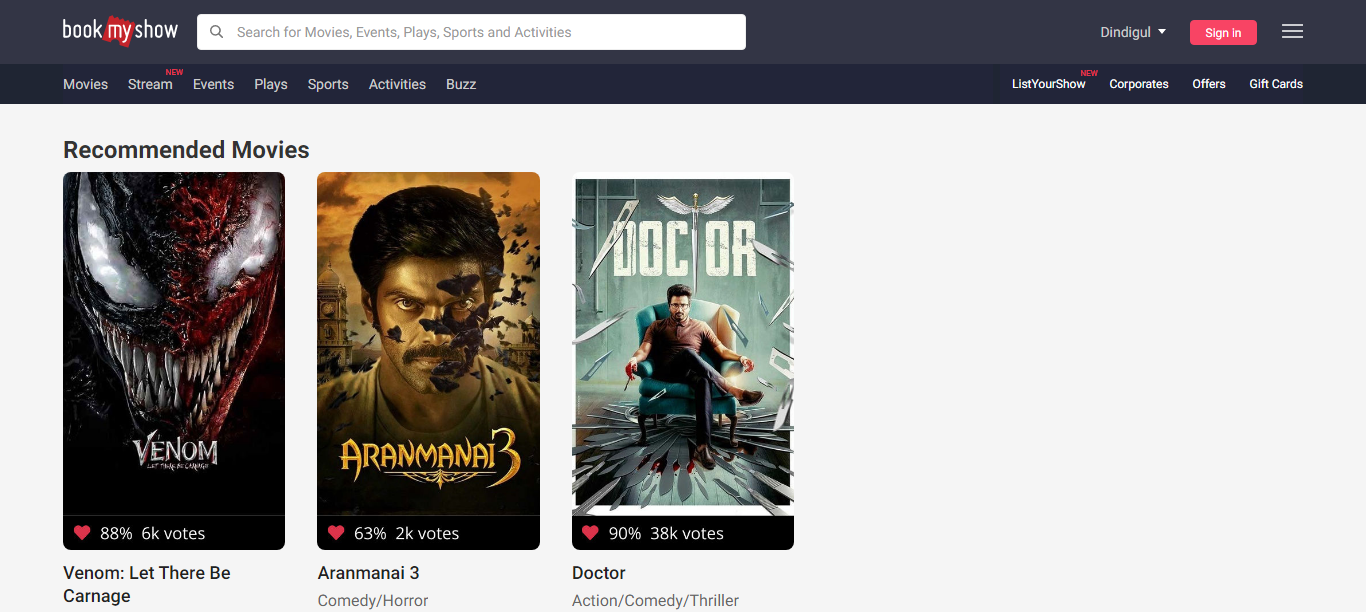 bookmyshow
Search for Movies, Events, Plays, Sports and Activities
Dindigul
Sign in
Movies
Stream
NEW
Events
Plays
Sports
Activities
Buzz
ListYourShow
NEW
Corporates
Offers
Gift Cards
Recommended Movies
VENOM
LET THERE BE CARNAGE
88% 6k votes
Venom: Let There Be
Carnage
ARANMANAI 3
63% 2k votes
Aranmanai 3
Comedy/Horror
DOCTOR
90% 38k votes
Doctor
Action/Comedy/Thriller